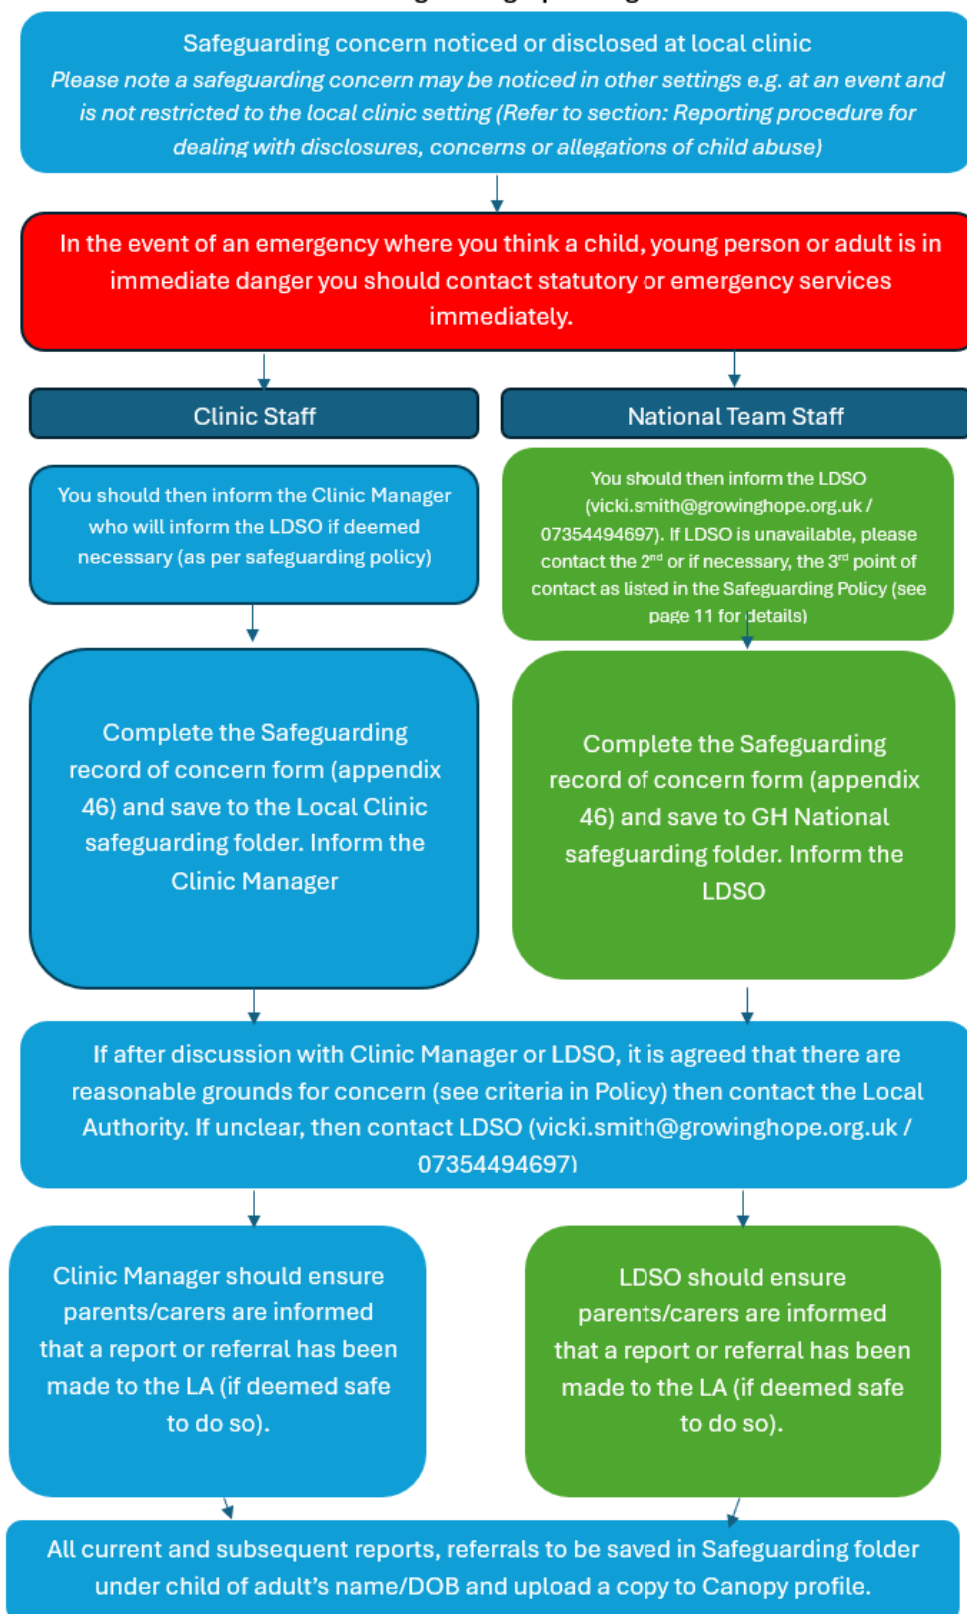 Safeguarding concern noticed or disclosed at local clinic
Please note a safeguarding concern may be noticed in other settings e.g. at an event and
is not restricted to the local clinic setting (Refer to section: Reporting procedure for
dealing with disclosures, concerns or allegations of child abuse)
In the event of an emergency where you think a child, young person or adult is in
immediate danger you should contact statutory or emergency services
immediately.
Clinic Staff
You should then inform the Clinic Manager
who will inform the LDSO if deemed
necessary (as per safeguarding policy)
Complete the Safeguarding
record of concern form (appendix
46) and save to the Local Clinic
safeguarding folder. Inform the
Clinic Manager
National Team Staff
You should then inform the LDSO
(vicki.smith@growinghope.org.uk /
07354494697). If LDSO is unavailable, please
contact the 2nd or if necessary, the 3rd point of
contact as listed in the Safeguarding Policy (see
page 11 for details)
Complete the Safeguarding
record of concern form (appendix
46) and save to GH National
safeguarding folder. Inform the
LDSO
If after discussion with Clinic Manager or LDSO, it is agreed that there are
reasonable grounds for concern (see criteria in Policy) then contact the Local
Authority. If unclear, then contact LDSO (vicki.smith@growinghope.org.uk /
07354494697)
Clinic Manager should ensure
parents/carers are informed
that a report or referral has been
made to the LA (if deemed safe
to do so).
LDSO should ensure
parents/carers are informed
that a report or referral has been
made to the LA (if deemed safe
to do so).
All current and subsequent reports, referrals to be saved in Safeguarding folder
under child of adult's name/DOB and upload a copy to Canopy profile.